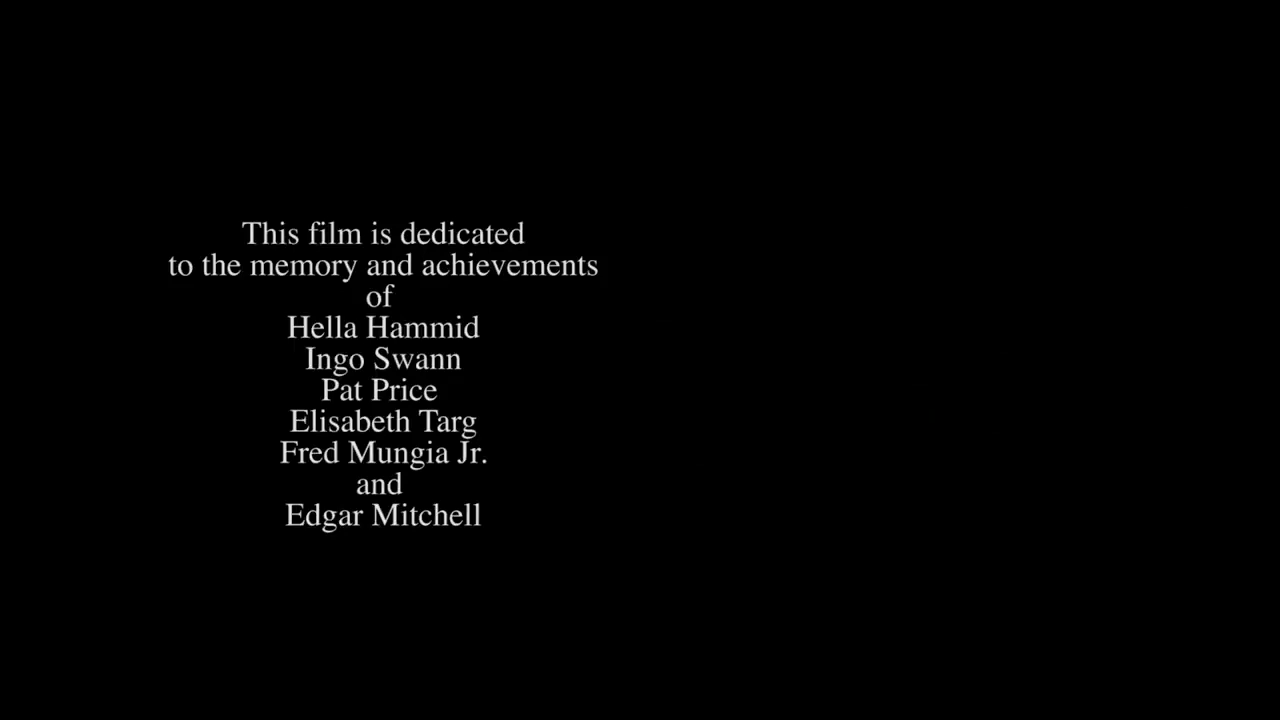 This film is dedicated
to the memory and achievements
of
Hella Hammid
Ingo Swann
Pat Price
Elisabeth Targ
Fred Mungia Jr.
and
Edgar Mitchell